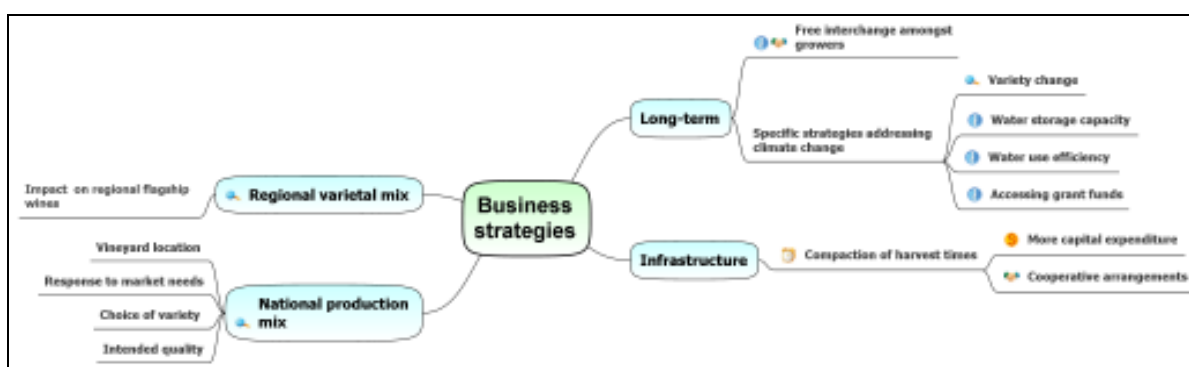 Business
strategies
Long-term
Free interchange amongst
growers
Specific strategies addressing
climate change
Variety change
Water storage capacity
Water use efficiency
Accessing grant funds
Infrastructure
Compaction of harvest times
More capital expenditure
Cooperative arrangements
Regional varietal mix
Impact on regional flagship
wines
National production
mix
Vineyard location
Response to market needs
Choice of variety
Intended quality